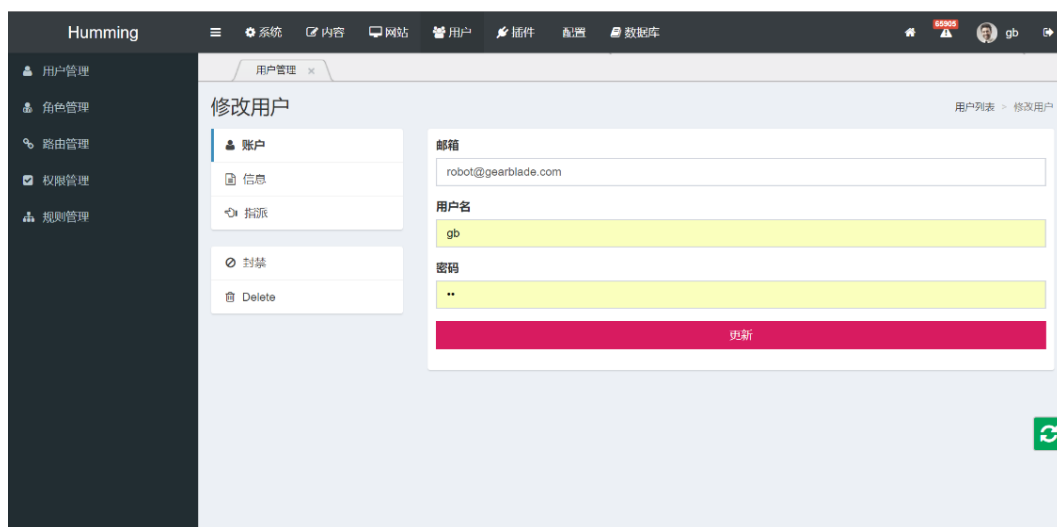 Humming
系统 内容 网站 用户 插件 配置 数据库 65905 gb
用户管理
角色管理
路由管理
权限管理
规则管理
用户管理 ×
修改用户
用户列表 > 修改用户
账户
信息
指派
封禁
Delete
邮箱
robot@gearblade.com
用户名
gb
密码
••
更新